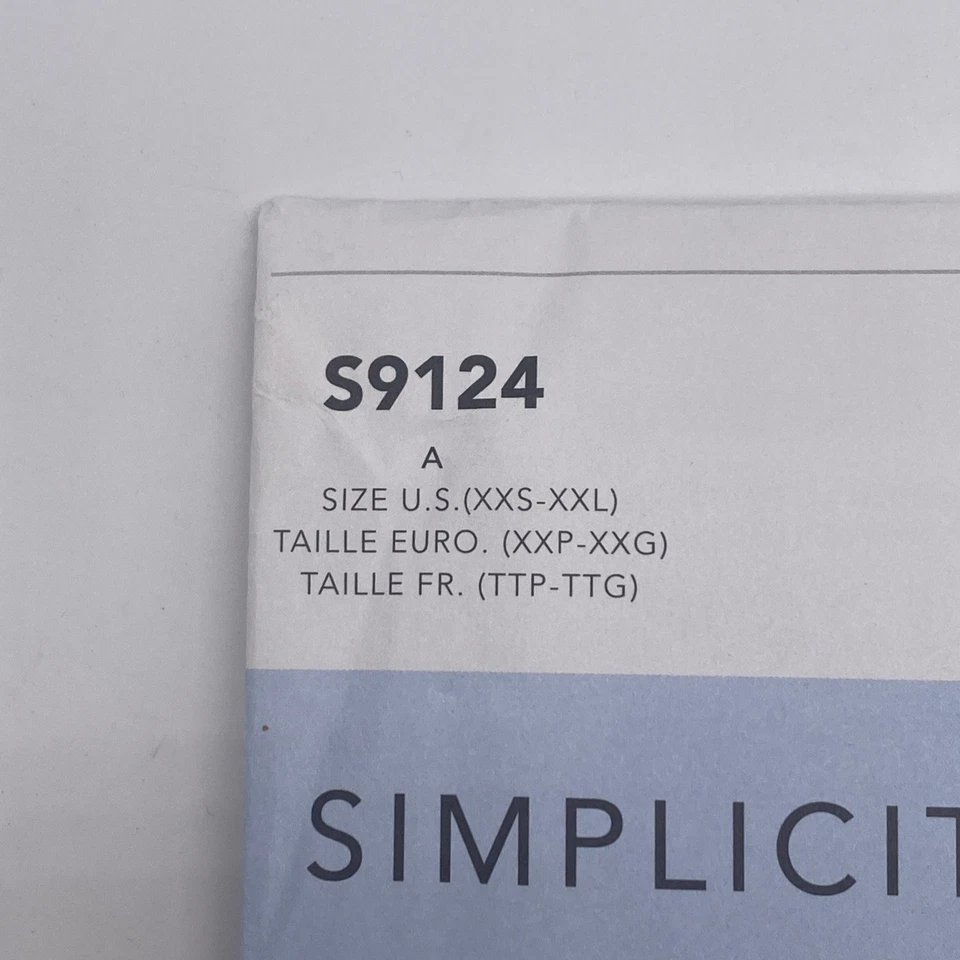 S9124
A
SIZE U.S.(XXS-XXL)
TAILLE EURO. (XXP-XXG)
TAILLE FR. (TTP-TTG)
SIMPLICIT